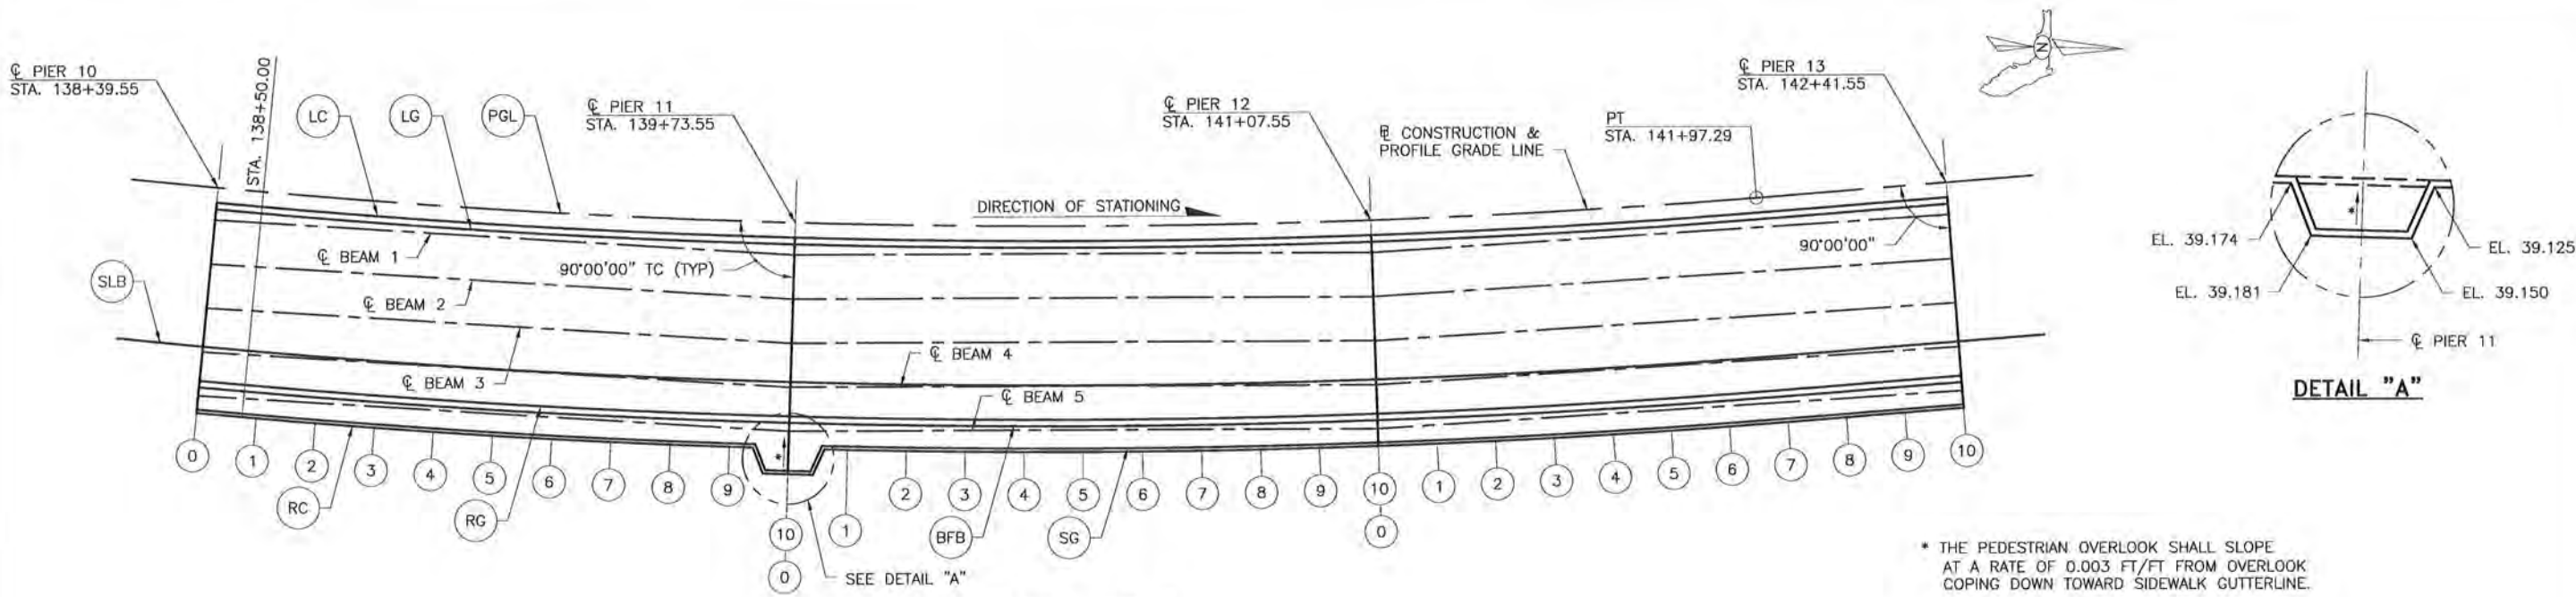 ℄ PIER 10
STA. 138+39.55
STA. 138+50.00
LC
LG
PGL
℄ PIER 11
STA. 139+73.55
℄ PIER 12
STA. 141+07.55
℄ CONSTRUCTION &
PROFILE GRADE LINE
PT
STA. 141+97.29
℄ PIER 13
STA. 142+41.55
N
DIRECTION OF STATIONING
SLB
℄ BEAM 1
90°00'00" TC (TYP)
90°00'00"
℄ BEAM 2
℄ BEAM 3
℄ BEAM 4
℄ BEAM 5
0
1
2
3
4
5
6
7
8
9
10
0
*
1
2
3
4
5
6
7
8
9
10
0
1
2
3
4
5
6
7
8
9
10
RC
RG
BFB
SG
SEE DETAIL "A"
*
EL. 39.174
EL. 39.125
EL. 39.181
EL. 39.150
℄ PIER 11
DETAIL "A"
* THE PEDESTRIAN OVERLOOK SHALL SLOPE
AT A RATE OF 0.003 FT/FT FROM OVERLOOK
COPING DOWN TOWARD SIDEWALK GUTTERLINE.